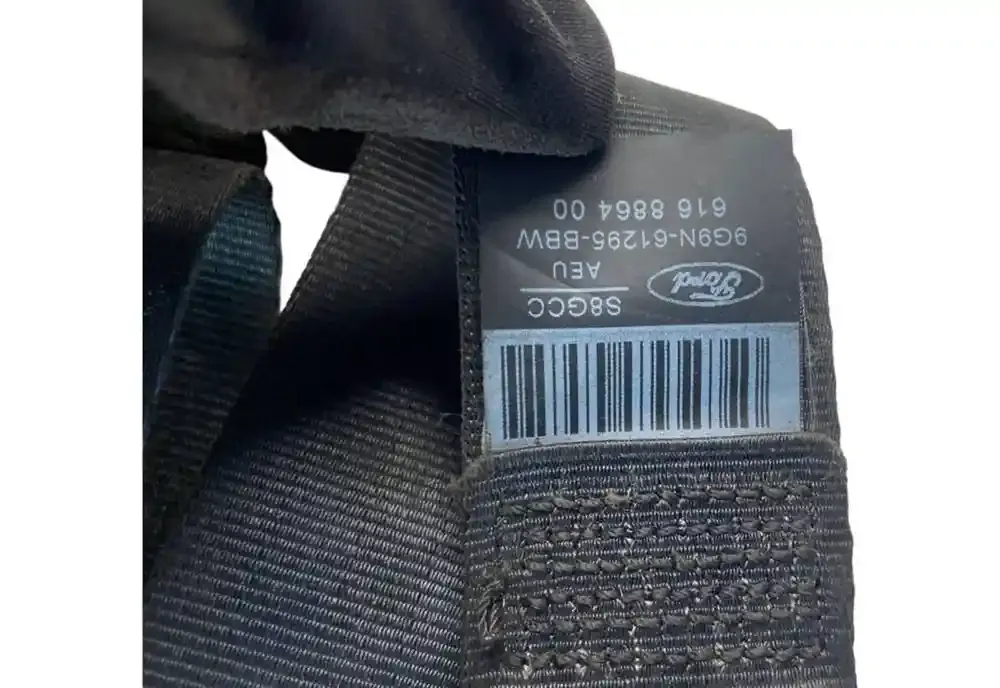 S8GCC
AEU
Ford
9G9N-61295-BBW
616 8864 00